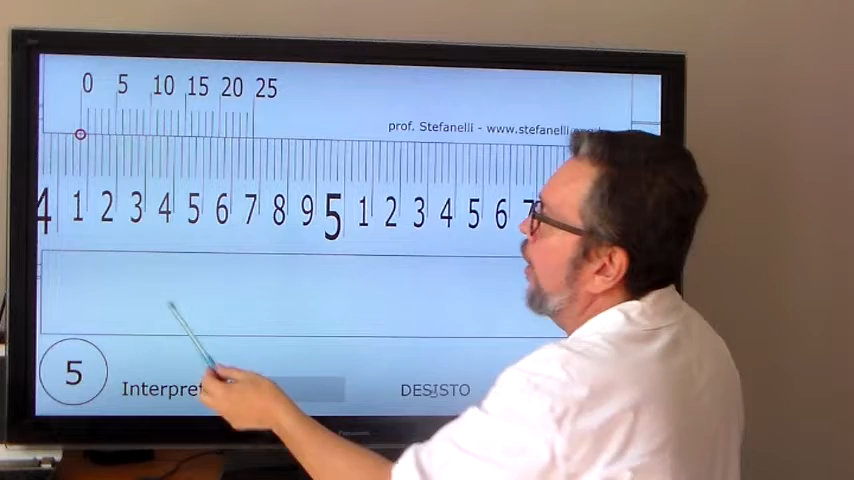 0 5 10 15 20 25
prof. Stefanelli - www.stefanelli
4 1 2 3 4 5 6 7 8 9 5 1 2 3 4 5 6 7
5
Interpre
DESISTO